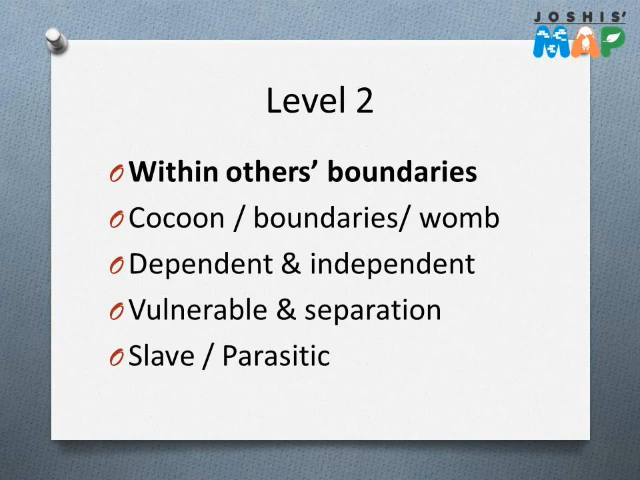 JOSHIS'
MAP
Level 2
Within others’ boundaries
Cocoon / boundaries/ womb
Dependent & independent
Vulnerable & separation
Slave / Parasitic